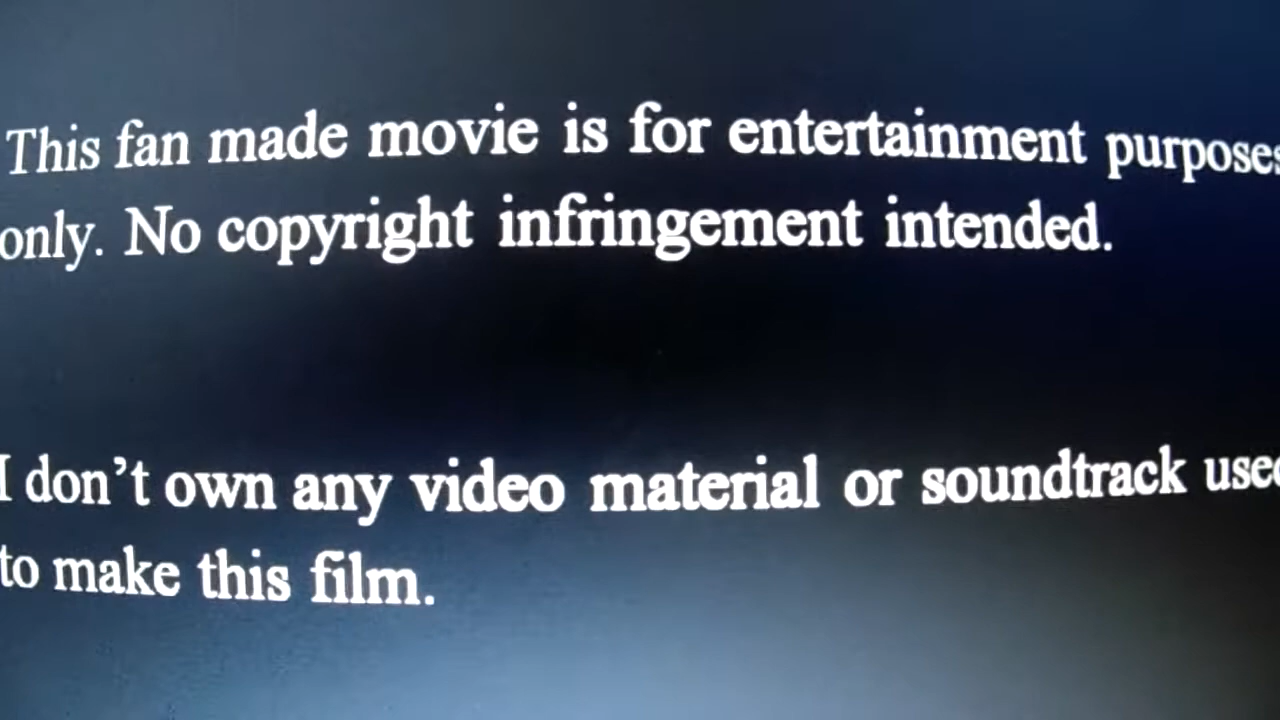 This fan made movie is for entertainment purposes
only. No copyright infringement intended.
I don’t own any video material or soundtrack used
to make this film.